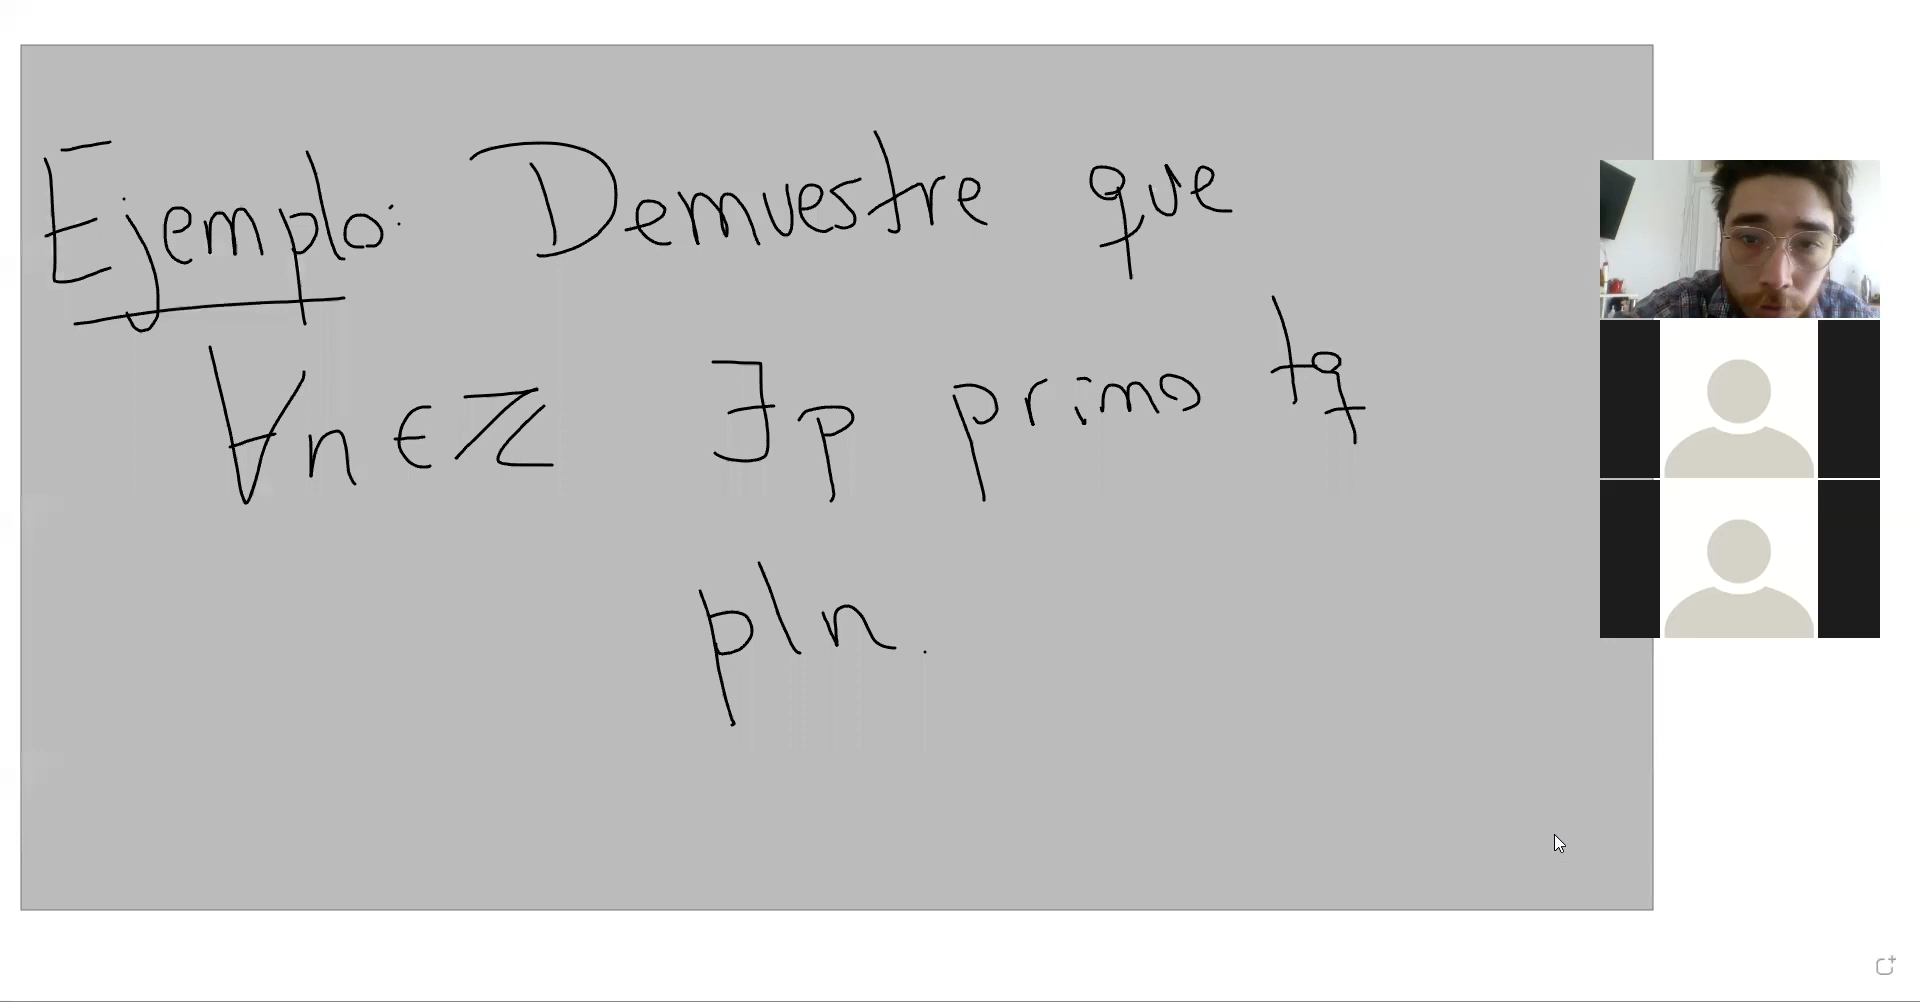 Ejemplo: Demuestre que
∀n∈ℤ ∃p primo tq
p|n.